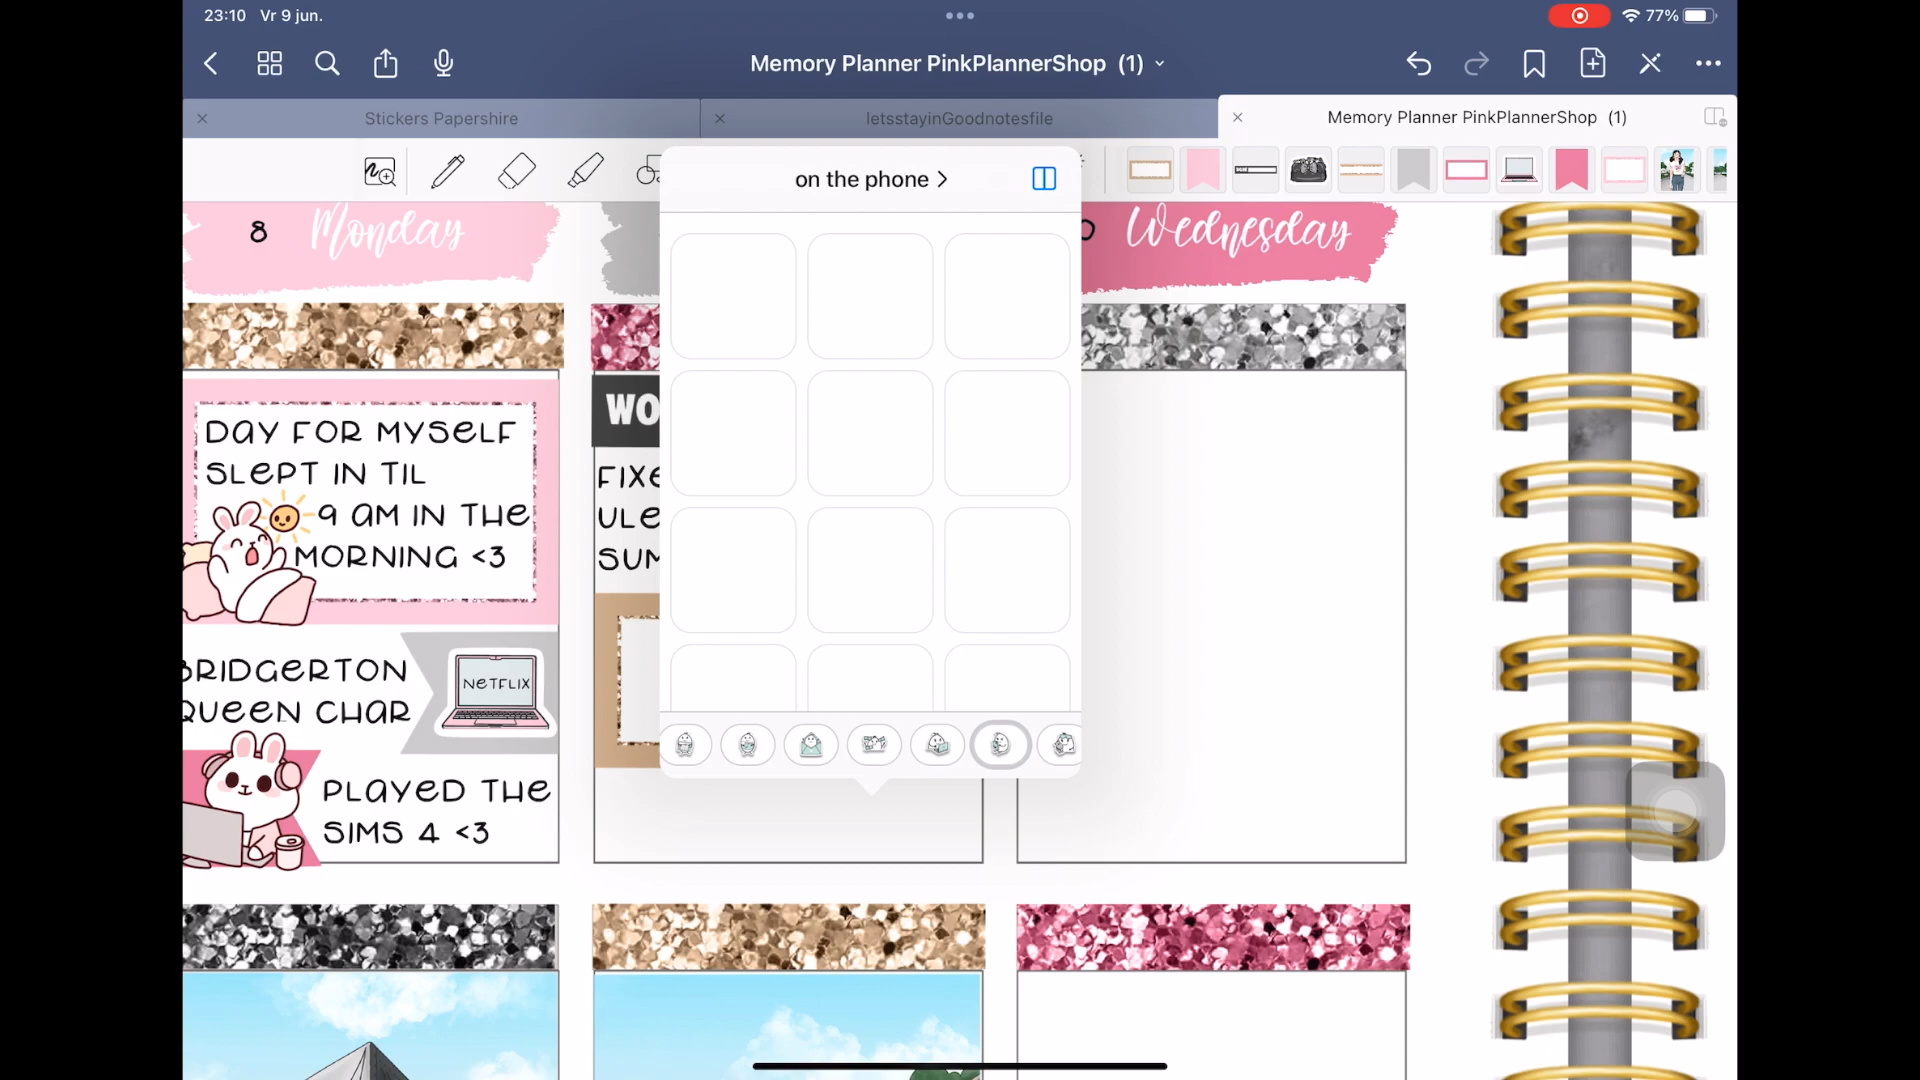 23:10 Vr 9 jun.
77%
Memory Planner PinkPlannerShop (1)
Stickers Papershire
letsstayinGoodnotesfile
Memory Planner PinkPlannerShop (1)
on the phone
8 Monday
Wednesday
DAY FOR MYSELF
SLEPT IN TIL
9 AM IN THE
MORNING <3
BRIDGERTON
QUEEN CHAR
NETFLIX
PLAYED THE
SIMS 4 <3
WO
FIXE
ULE
SUM